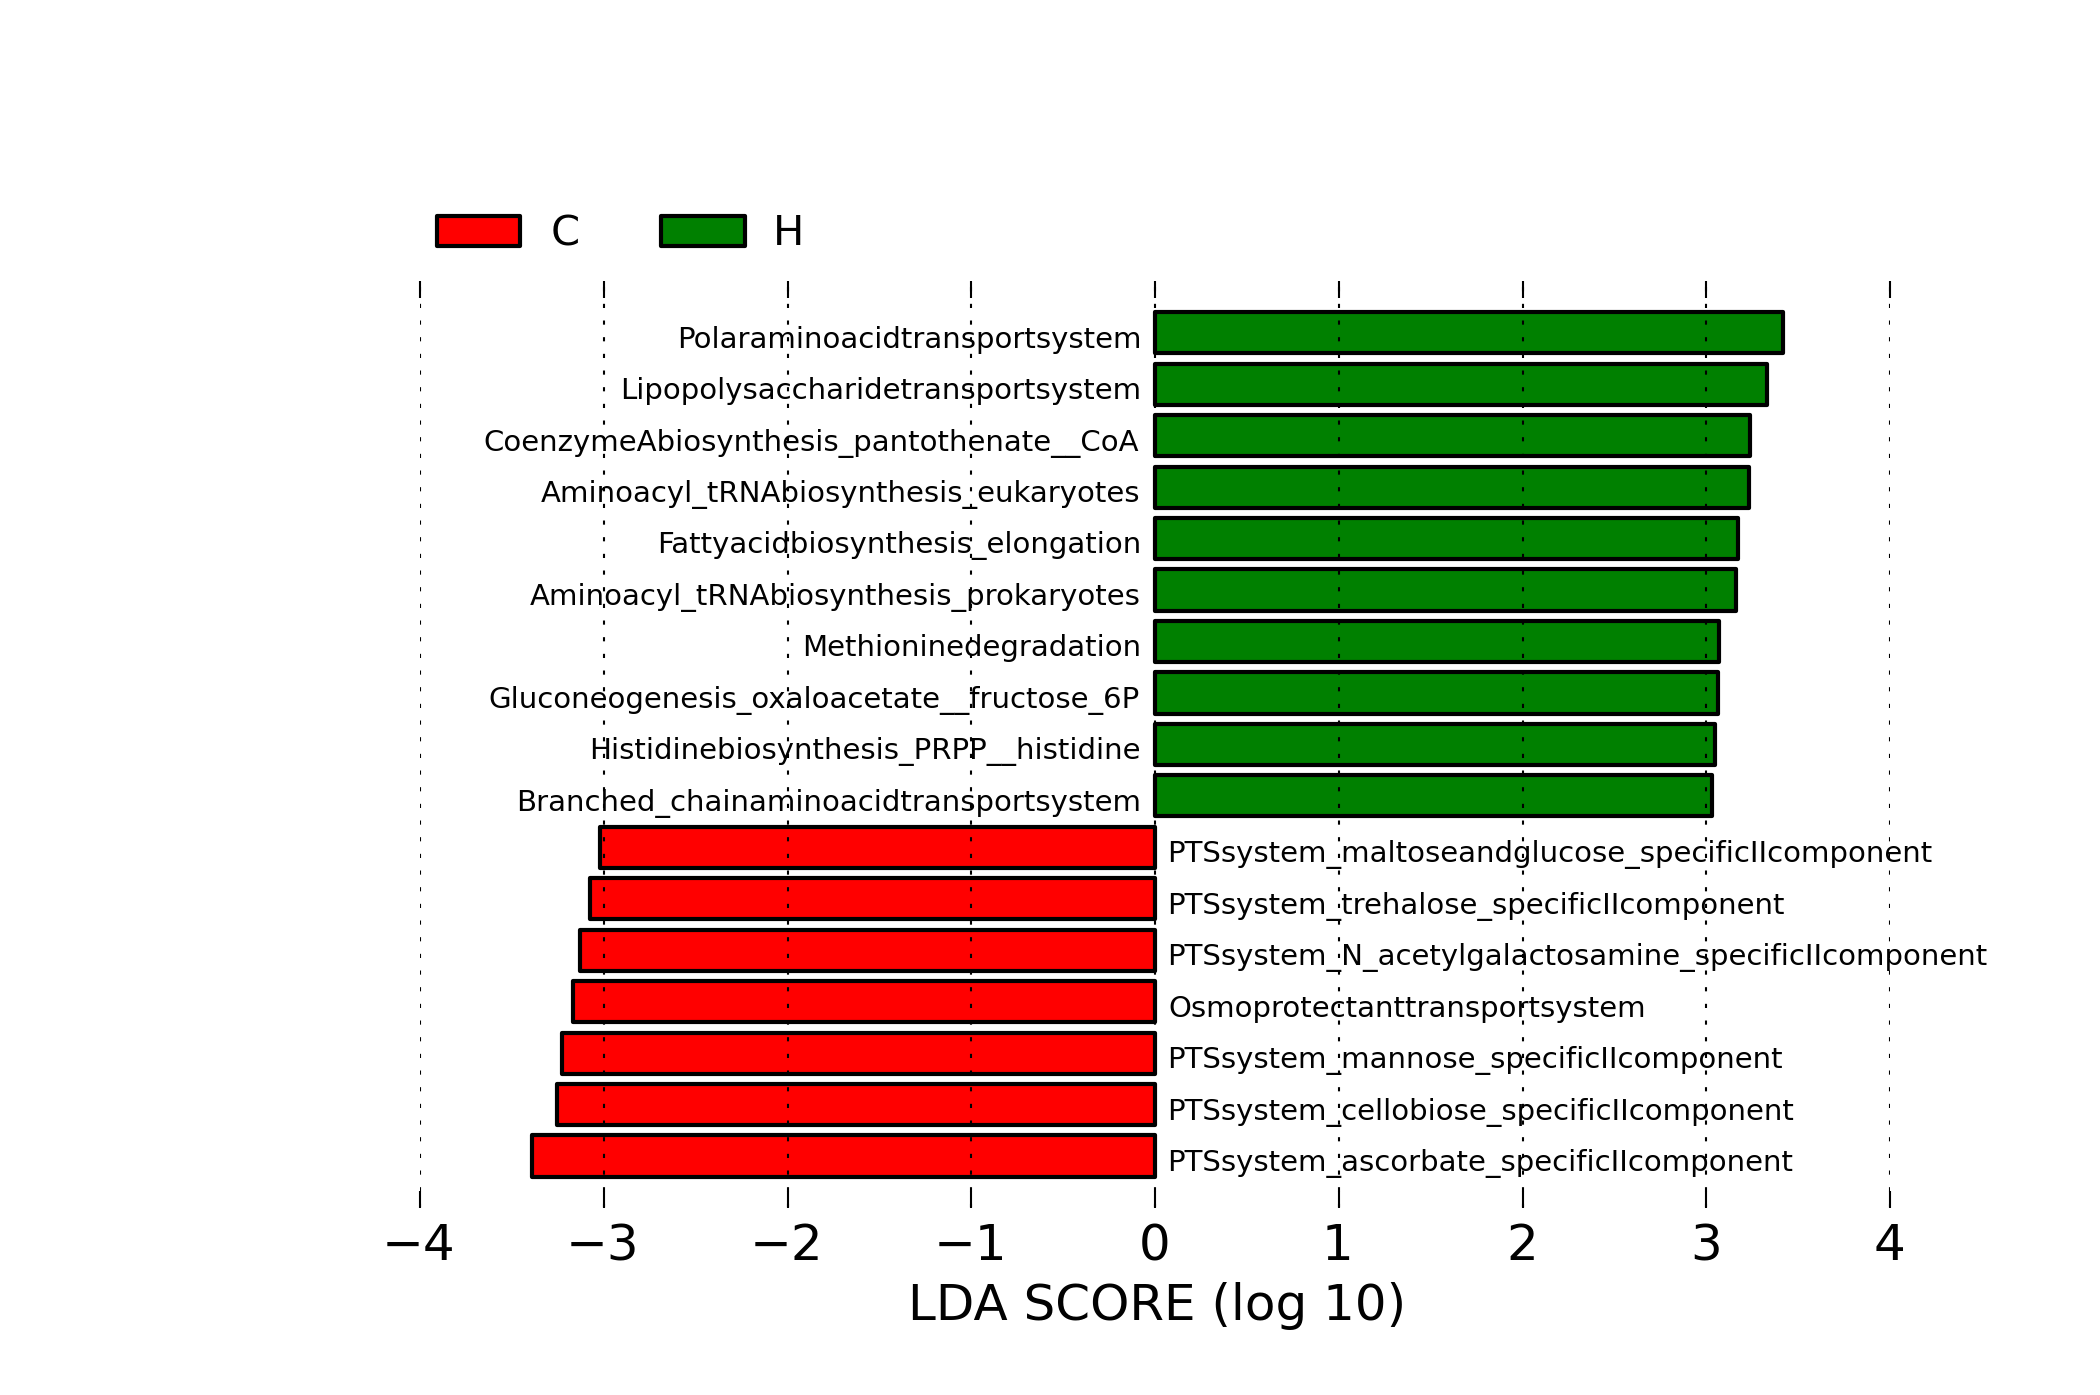 C H
Polaraminoacidtransportsystem
Lipopolysaccharidetransportsystem
CoenzymeAbiosynthesis_pantothenate__CoA
Aminoacyl_tRNAbiosynthesis_eukaryotes
Fattyacidbiosynthesis_elongation
Aminoacyl_tRNAbiosynthesis_prokaryotes
Methioninedegradation
Gluconeogenesis_oxaloacetate__fructose_6P
Histidinebiosynthesis_PRPP__histidine
Branched_chainaminoacidtransportsystem
PTSsystem_maltoseandglucose_specificIIcomponent
PTSsystem_trehalose_specificIIcomponent
PTSsystem_N_acetylgalactosamine_specificIIcomponent
Osmoprotectanttransportsystem
PTSsystem_mannose_specificIIcomponent
PTSsystem_cellobiose_specificIIcomponent
PTSsystem_ascorbate_specificIIcomponent
−4 −3 −2 −1 0 1 2 3 4
LDA SCORE (log 10)